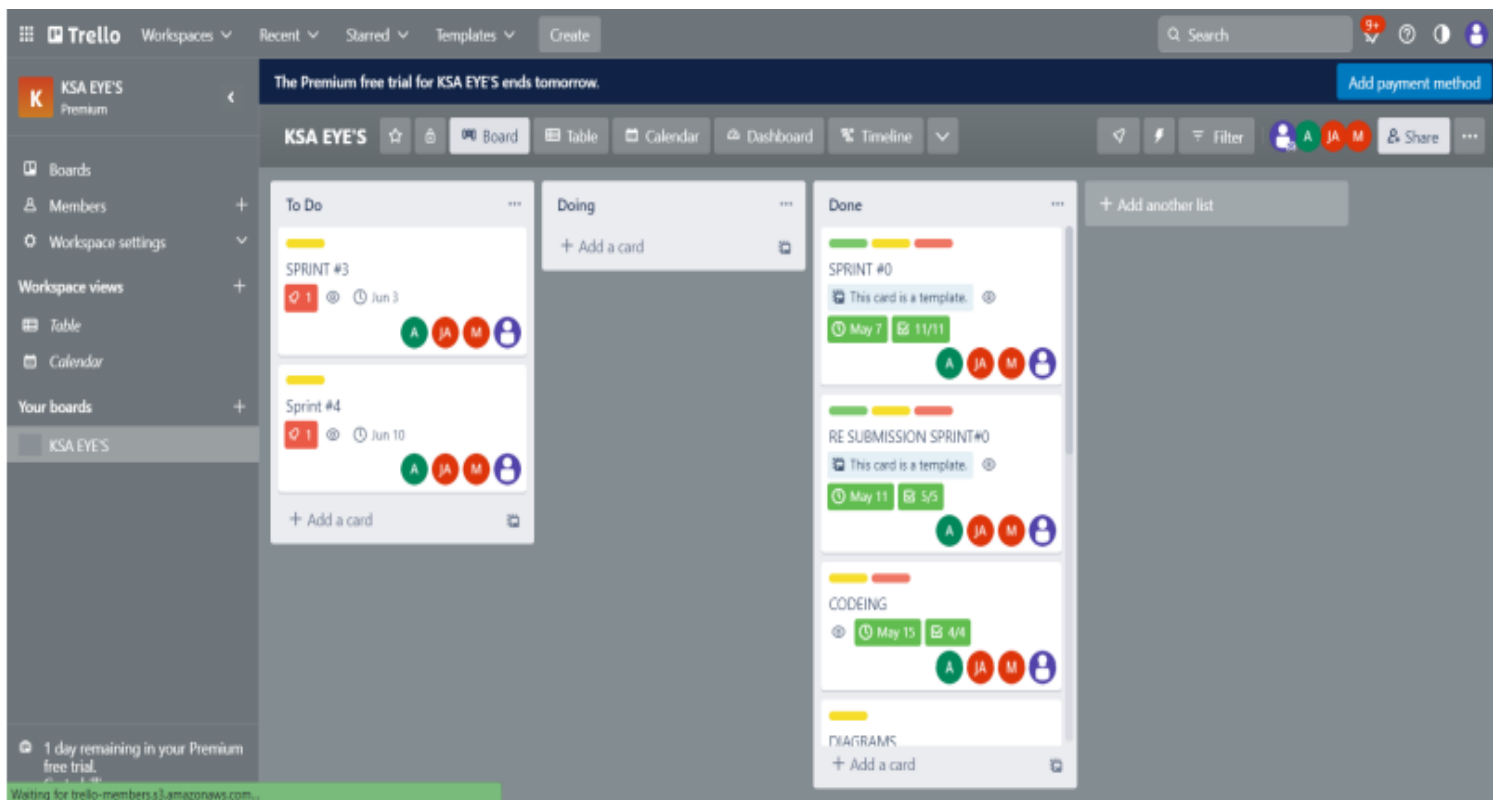 Trello Workspaces Recent Starred Templates Create Search 9+
K KSA EYE'S
Premium
The Premium free trial for KSA EYE'S ends tomorrow. Add payment method
KSA EYE'S Board Table Calendar Dashboard Timeline Filter A JA M Share
Boards
Members
Workspace settings
Workspace views
Table
Calendar
Your boards
KSA EYE'S
1 day remaining in your Premium
free trial.
Waiting for trello-members.s3.amazonaws.com...
To Do
SPRINT #3
1 Jun 3
A JA M
Sprint #4
1 Jun 10
A JA M
+ Add a card
Doing
+ Add a card
Done
SPRINT #0
This card is a template.
May 7 11/11
A JA M
RE SUBMISSION SPRINT#0
This card is a template.
May 11 5/5
A JA M
CODEING
May 15 4/4
A JA M
DIAGRAMS
+ Add a card
+ Add another list